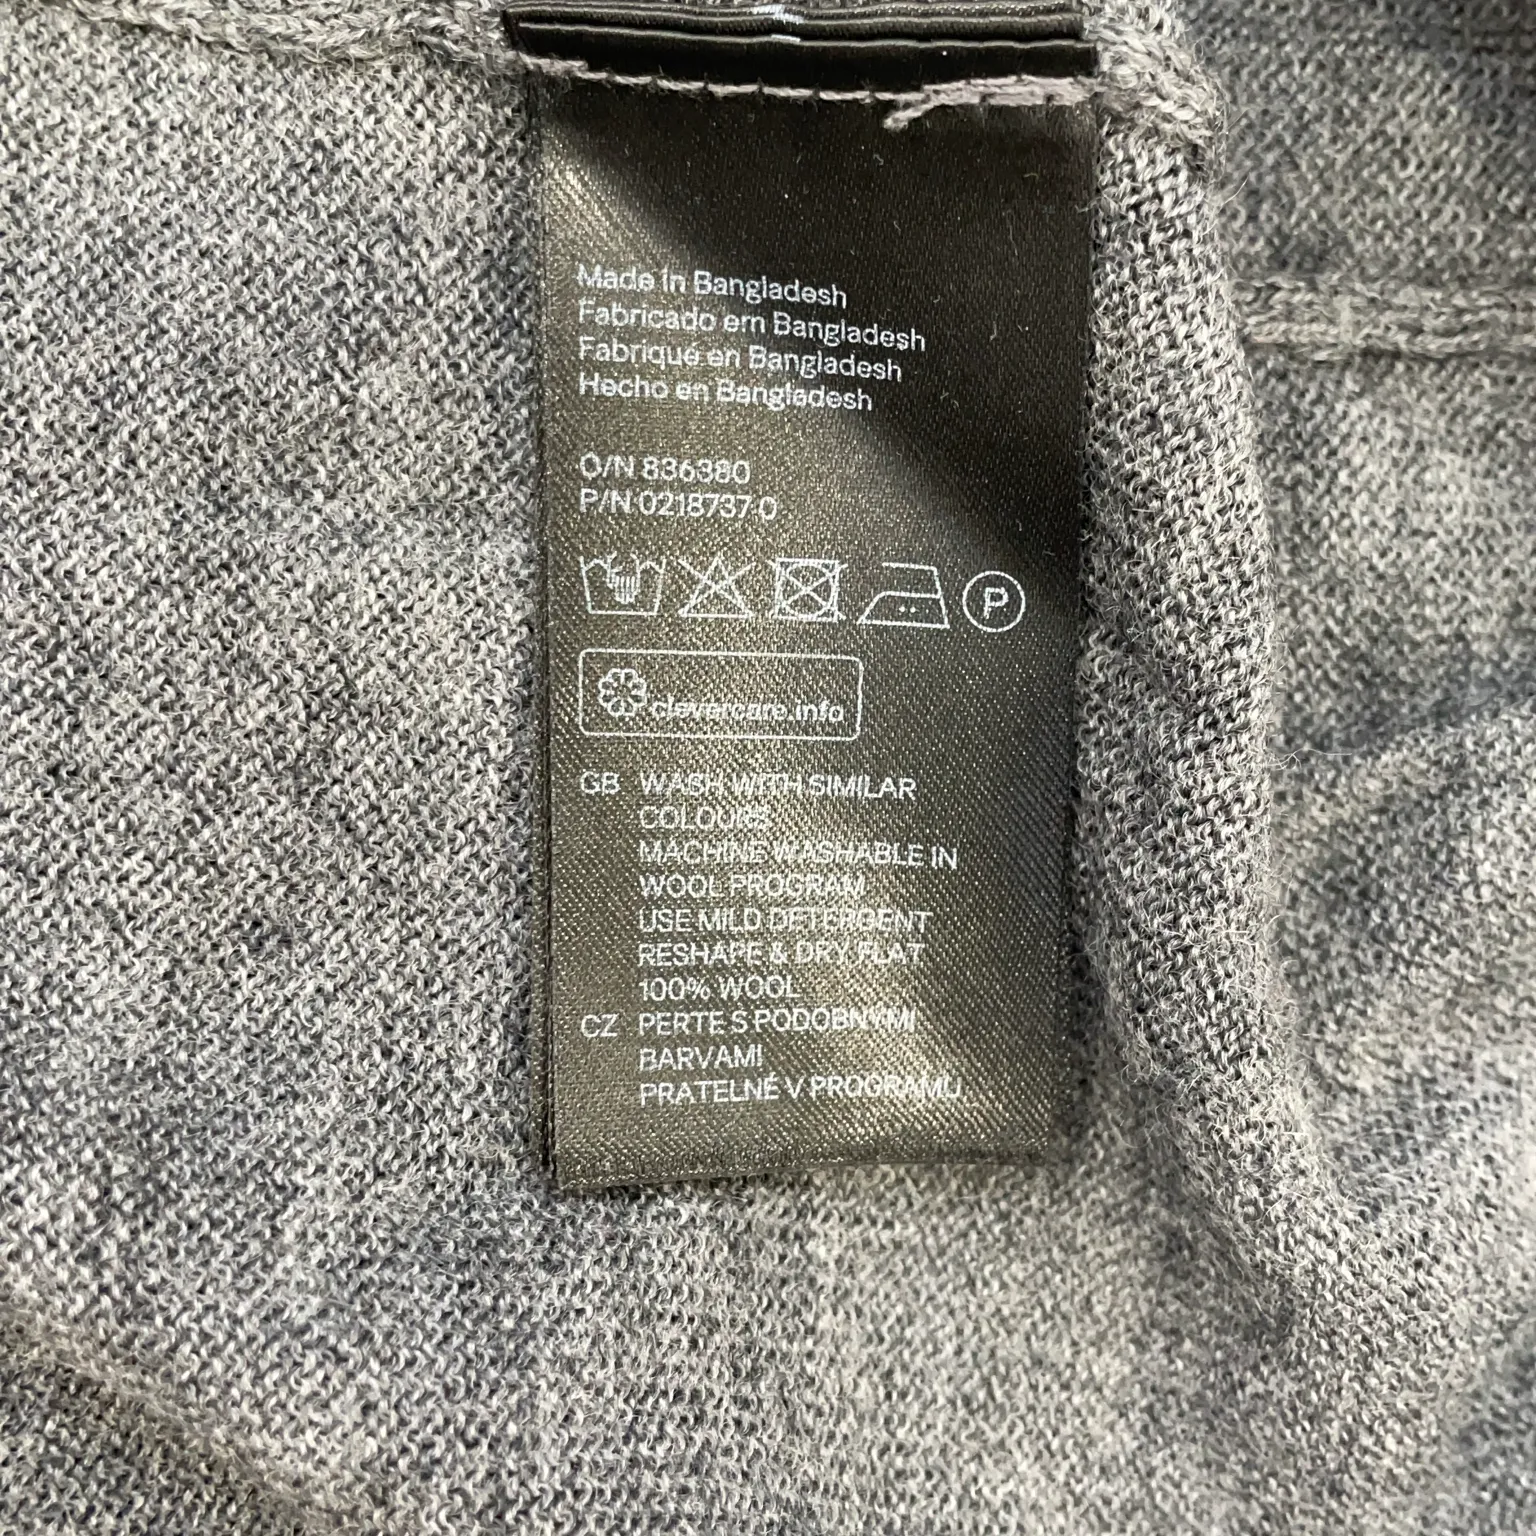 Made in Bangladesh
Fabricado em Bangladesh
Fabriqué en Bangladesh
Hecho en Bangladesh
O/N 836380
P/N 0218737 0
P
clevercare.info
GB WASH WITH SIMILAR
COLOURS
MACHINE WASHABLE IN
WOOL PROGRAM
USE MILD DETERGENT
RESHAPE & DRY FLAT
100% WOOL
CZ PERTE S PODOBNYMI
BARVAMI
PRATELNÉ V PROGRAMU